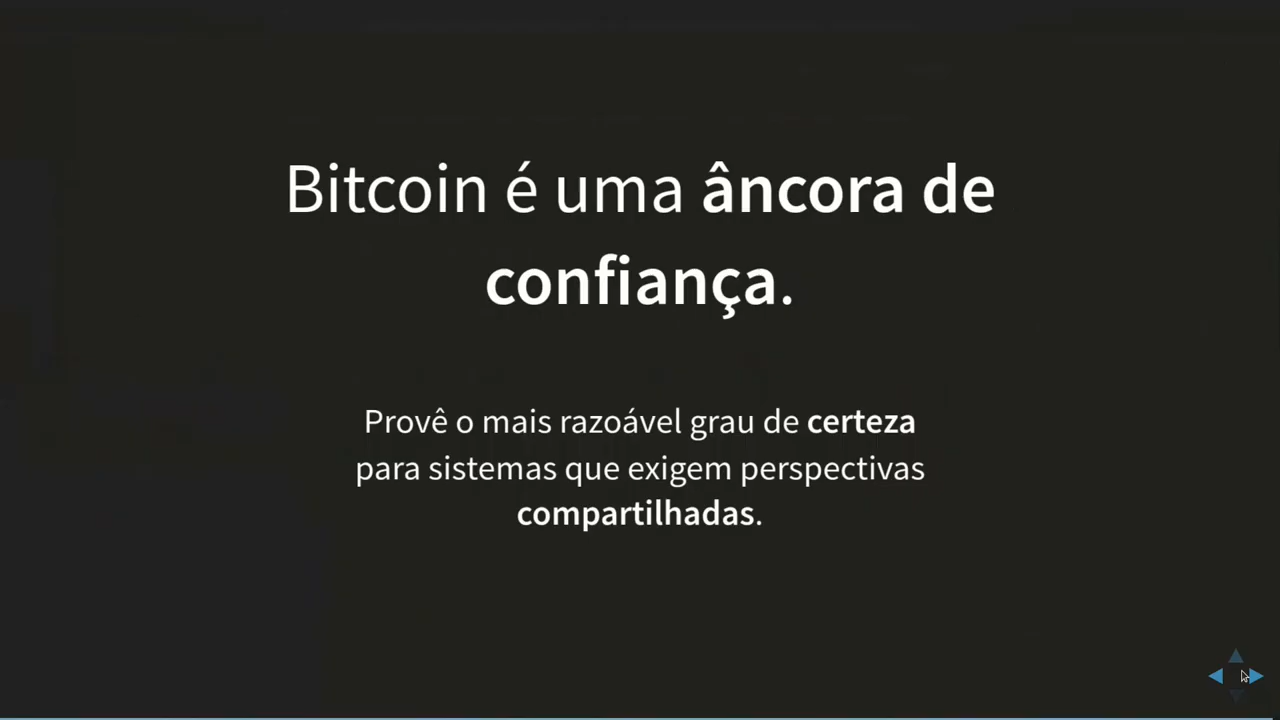 Bitcoin é uma âncora de
confiança.
Provê o mais razoável grau de certeza
para sistemas que exigem perspectivas
compartilhadas.